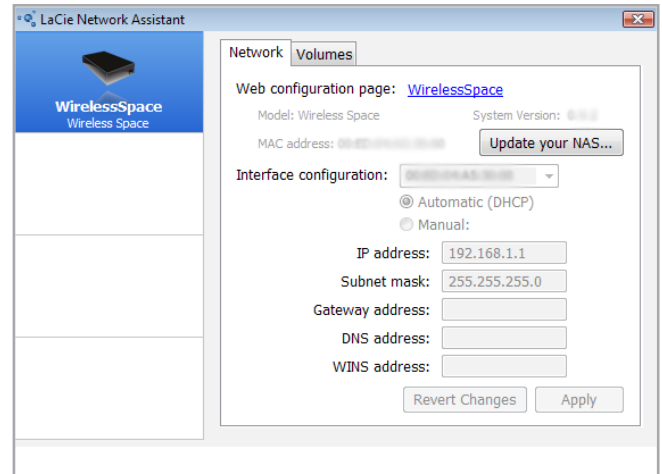 LaCie Network Assistant
WirelessSpace
Wireless Space
Network Volumes
Web configuration page: WirelessSpace
Model: Wireless Space System Version:
MAC address: Update your NAS...
Interface configuration:
Automatic (DHCP)
Manual:
IP address: 192.168.1.1
Subnet mask: 255.255.255.0
Gateway address:
DNS address:
WINS address:
Revert Changes Apply